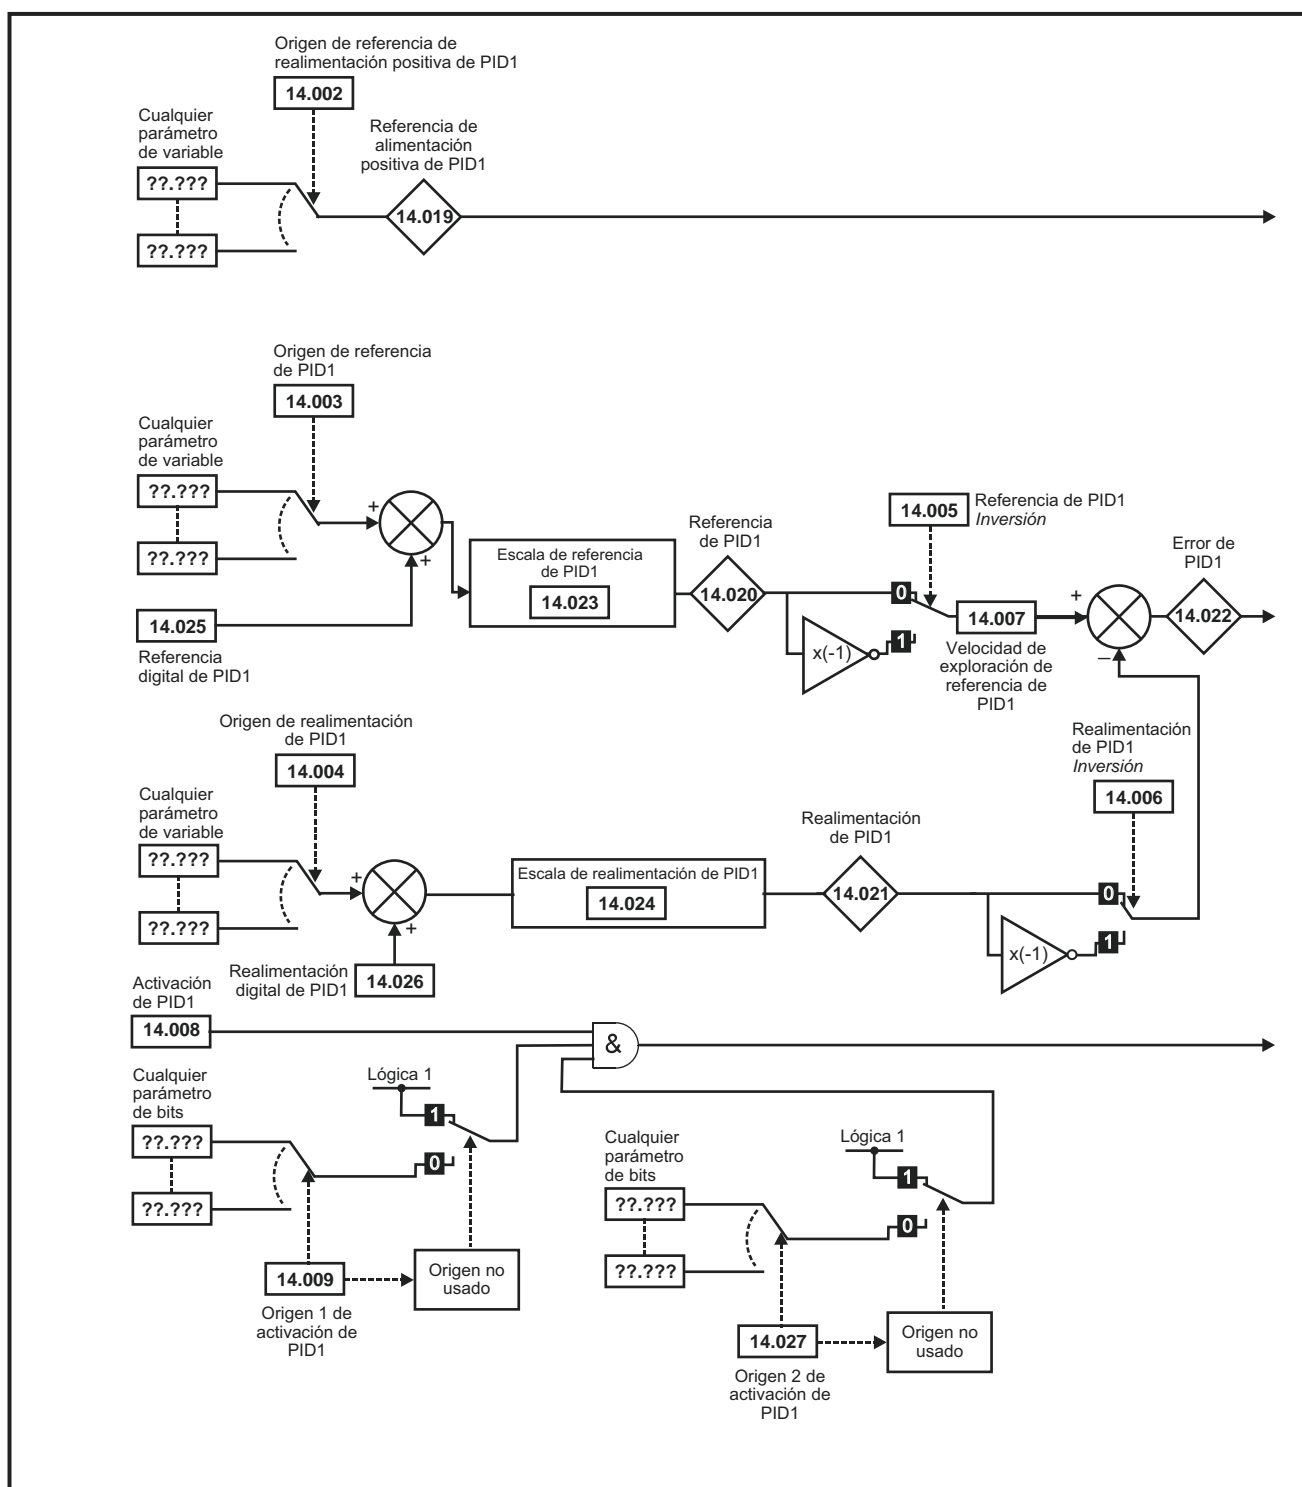 Origen de referencia de
realimentación positiva de PID1
14.002
Cualquier
parámetro
de variable
??.???
??.???
Referencia de
alimentación
positiva de PID1
14.019
Origen de referencia
de PID1
14.003
Cualquier
parámetro
de variable
??.???
??.???
+
+
14.025
Referencia
digital de PID1
Escala de referencia
de PID1
14.023
Referencia
de PID1
14.020
x(-1)
0
1
14.005
Referencia de PID1
Inversión
14.007
Velocidad de
exploración de
referencia de
PID1
+
–
Error de
PID1
14.022
Origen de realimentación
de PID1
14.004
Cualquier
parámetro
de variable
??.???
??.???
+
+
Realimentación
digital de PID1
14.026
Escala de realimentación de PID1
14.024
Realimentación
de PID1
14.021
x(-1)
0
1
Realimentación
de PID1
Inversión
14.006
Activación
de PID1
14.008
&
Cualquier
parámetro
de bits
??.???
??.???
Lógica 1
1
0
14.009
Origen 1 de
activación de
PID1
Origen no
usado
Cualquier
parámetro
de bits
??.???
??.???
Lógica 1
1
0
14.027
Origen 2 de
activación de
PID1
Origen no
usado